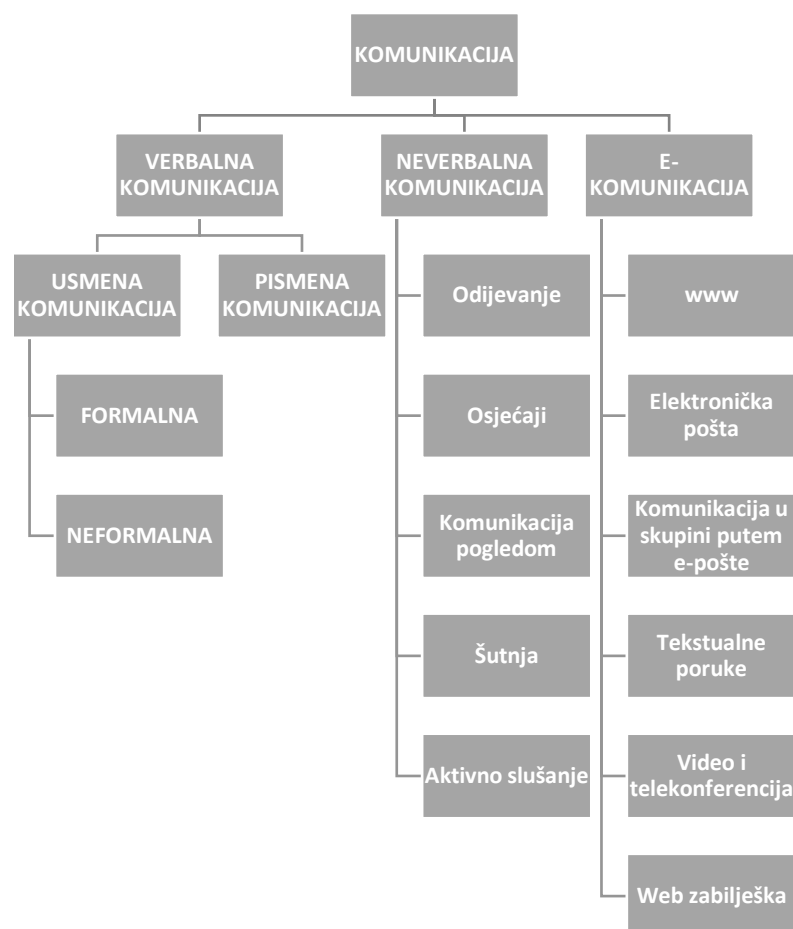 KOMUNIKACIJA
VERBALNA
KOMUNIKACIJA
NEVERBALNA
KOMUNIKACIJA
E-
KOMUNIKACIJA
USMENA
KOMUNIKACIJA
PISMENA
KOMUNIKACIJA
FORMALNA
NEFORMALNA
Odijevanje
Osjećaji
Komunikacija
pogledom
Šutnja
Aktivno slušanje
www
Elektronička
pošta
Komunikacija u
skupini putem
e-pošte
Tekstualne
poruke
Video i
telekonferencija
Web zabilješka